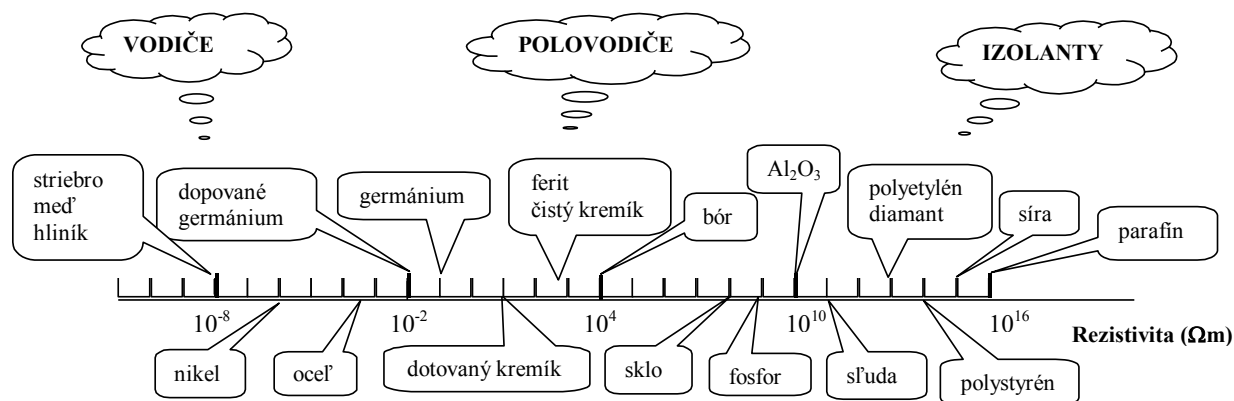 VODIČE
POLOVODIČE
IZOLANTY
striebro
meď
hliník
dopované
germánium
germánium
ferit
čistý kremík
bór
Al₂O₃
polyetylén
diamant
síra
parafín
10⁻⁸
10⁻²
10⁴
10¹⁰
10¹⁶
Rezistivita (Ωm)
nikel
oceľ
dotovaný kremík
sklo
fosfor
sľuda
polystyrén